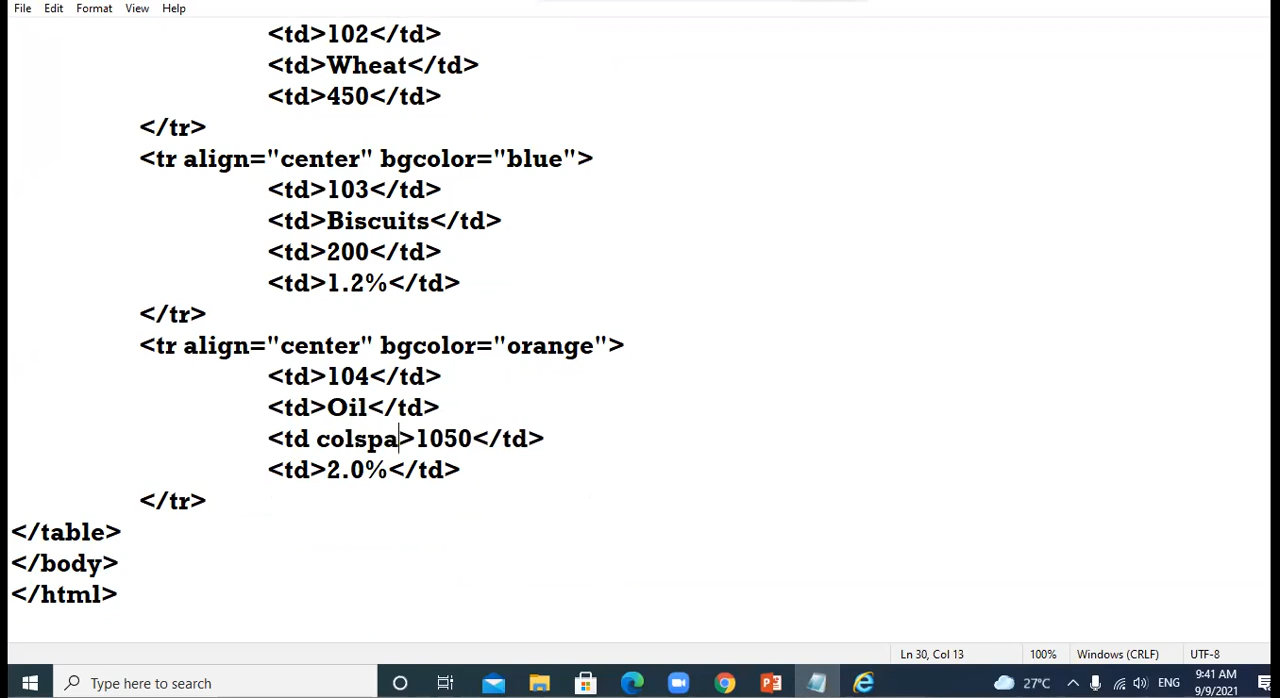 File Edit Format View Help
<td>102</td>
<td>Wheat</td>
<td>450</td>
</tr>
<tr align="center" bgcolor="blue">
<td>103</td>
<td>Biscuits</td>
<td>200</td>
<td>1.2%</td>
</tr>
<tr align="center" bgcolor="orange">
<td>104</td>
<td>Oil</td>
<td colspa>1050</td>
<td>2.0%</td>
</tr>
</table>
</body>
</html>
Ln 30, Col 13 100% Windows (CRLF) UTF-8
Type here to search 27°C ENG 9:41 AM
9/9/2021